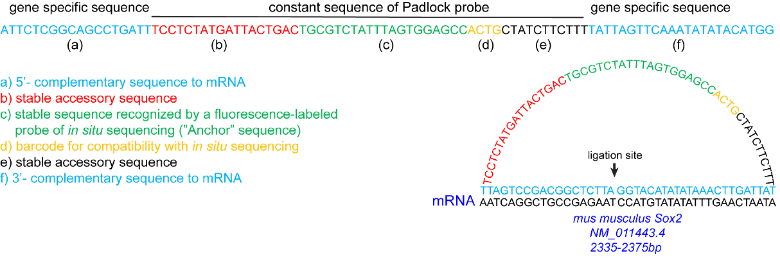 gene specific sequence constant sequence of Padlock probe gene specific sequence
ATTCTCGGCAGCCTGATTTCCTCTATGATTACTGACTGCGTCTATTTAGTGGAGCCACTGCTATCTTCTTTTATTAGTTCAAATATATACATGG
(a) (b) (c) (d) (e) (f)
a) 5'- complementary sequence to mRNA
b) stable accessory sequence
c) stable sequence recognized by a fluorescence-labeled
probe of in situ sequencing ("Anchor" sequence)
d) barcode for compatibility with in situ sequencing
e) stable accessory sequence
f) 3'- complementary sequence to mRNA
TCCTCTATGATTACTGACTGCGTCTATTTAGTGGAGCCACTGCTATCTTCTTT
ligation site
TTAGTCCGACGGCTCTTA GGTACATATATAAACTTGATTAT
mRNA AATCAGGCTGCCGAGAATCCATGTATATATTTGAACTAATA
mus musculus Sox2
NM_011443.4
2335-2375bp